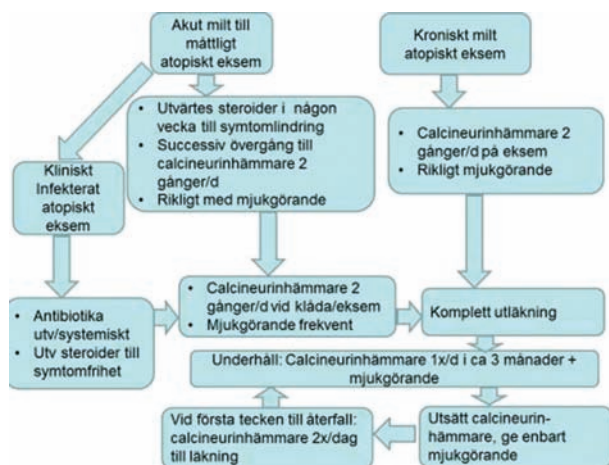 Akut milt till
måttligt
atopiskt eksem
Kroniskt milt
atopiskt eksem
• Utvärtes steroider i någon
vecka till symtomlindring
• Successiv övergång till
calcineurinhämmare 2
gånger/d
• Rikligt med mjukgörande
• Calcineurinhämmare 2
gånger/d på eksem
• Rikligt mjukgörande
Kliniskt
Infekterat
atopiskt
eksem
• Antibiotika
utv/systemiskt
• Utv steroider till
symtomfrihet
• Calcineurinhämmare 2
gånger/d vid klåda/eksem
• Mjukgörande frekvent
Komplett utläkning
Underhåll: Calcineurinhämmare 1x/d i ca 3 månader +
mjukgörande
Vid första tecken till återfall:
calcineurinhämmare 2x/dag
till läkning
Utsätt calcineurin-
hämmare, ge enbart
mjukgörande